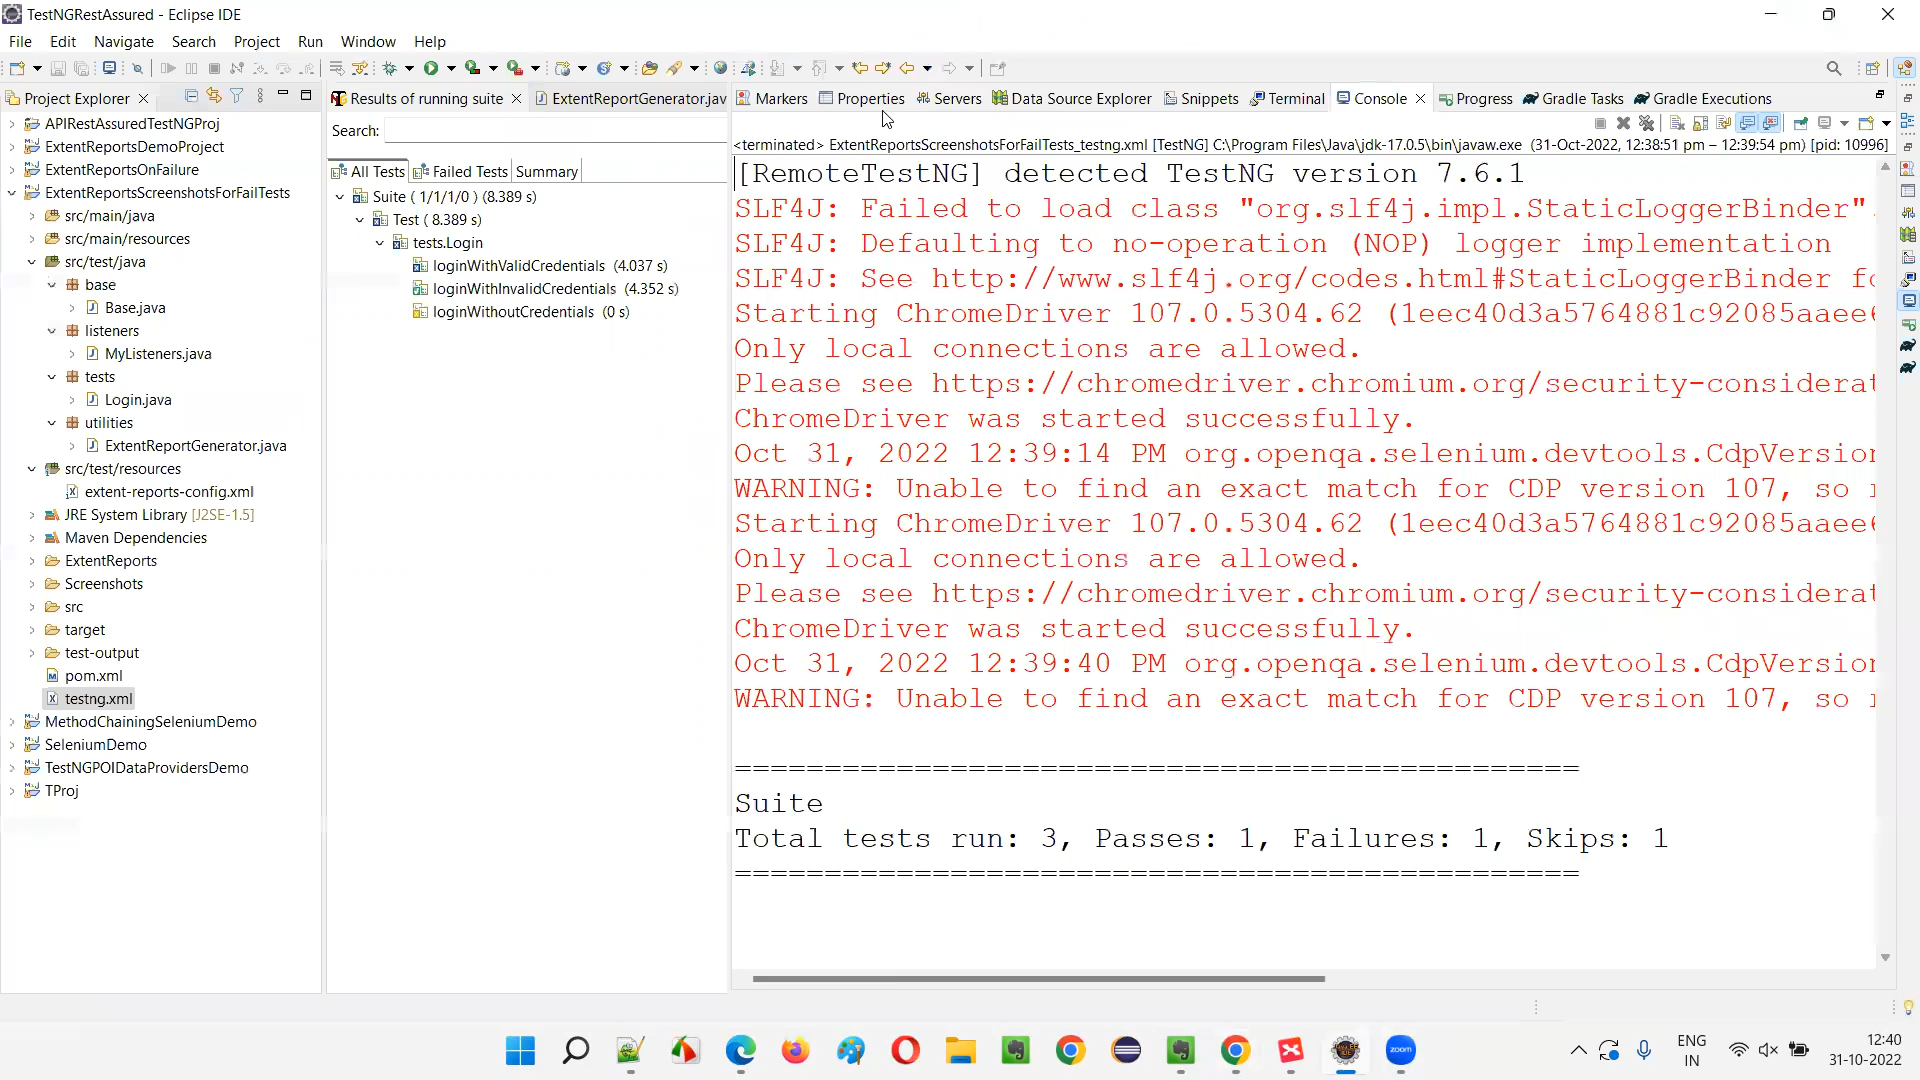 TestNGRestAssured - Eclipse IDE
File Edit Navigate Search Project Run Window Help
Project Explorer
Results of running suite ExtentReportGenerator.jav
Markers Properties Servers Data Source Explorer Snippets Terminal Console Progress Gradle Tasks Gradle Executions
APIRestAssuredTestNGProj
ExtentReportsDemoProject
ExtentReportsOnFailure
ExtentReportsScreenshotsForFailTests
src/main/java
src/main/resources
src/test/java
base
Base.java
listeners
MyListeners.java
tests
Login.java
utilities
ExtentReportGenerator.java
src/test/resources
extent-reports-config.xml
JRE System Library [J2SE-1.5]
Maven Dependencies
ExtentReports
Screenshots
src
target
test-output
pom.xml
testng.xml
MethodChainingSeleniumDemo
SeleniumDemo
TestNGPOIDataProvidersDemo
TProj
Search:
All Tests Failed Tests Summary
Suite ( 1/1/1/0 ) (8.389 s)
Test ( 8.389 s)
tests.Login
loginWithValidCredentials (4.037 s)
loginWithInvalidCredentials (4.352 s)
loginWithoutCredentials (0 s)
<terminated> ExtentReportsScreenshotsForFailTests_testng.xml [TestNG] C:\Program Files\Java\jdk-17.0.5\bin\javaw.exe (31-Oct-2022, 12:38:51 pm – 12:39:54 pm) [pid: 10996]
[RemoteTestNG] detected TestNG version 7.6.1
SLF4J: Failed to load class "org.slf4j.impl.StaticLoggerBinder".
SLF4J: Defaulting to no-operation (NOP) logger implementation
SLF4J: See http://www.slf4j.org/codes.html#StaticLoggerBinder fo
Starting ChromeDriver 107.0.5304.62 (1eec40d3a5764881c92085aaee6
Only local connections are allowed.
Please see https://chromedriver.chromium.org/security-considerat
ChromeDriver was started successfully.
Oct 31, 2022 12:39:14 PM org.openqa.selenium.devtools.CdpVersion
WARNING: Unable to find an exact match for CDP version 107, so
Starting ChromeDriver 107.0.5304.62 (1eec40d3a5764881c92085aaee6
Only local connections are allowed.
Please see https://chromedriver.chromium.org/security-considerat
ChromeDriver was started successfully.
Oct 31, 2022 12:39:40 PM org.openqa.selenium.devtools.CdpVersion
WARNING: Unable to find an exact match for CDP version 107, so
===============================================
Suite
Total tests run: 3, Passes: 1, Failures: 1, Skips: 1
===============================================
zoom
ENG
IN
12:40
31-10-2022